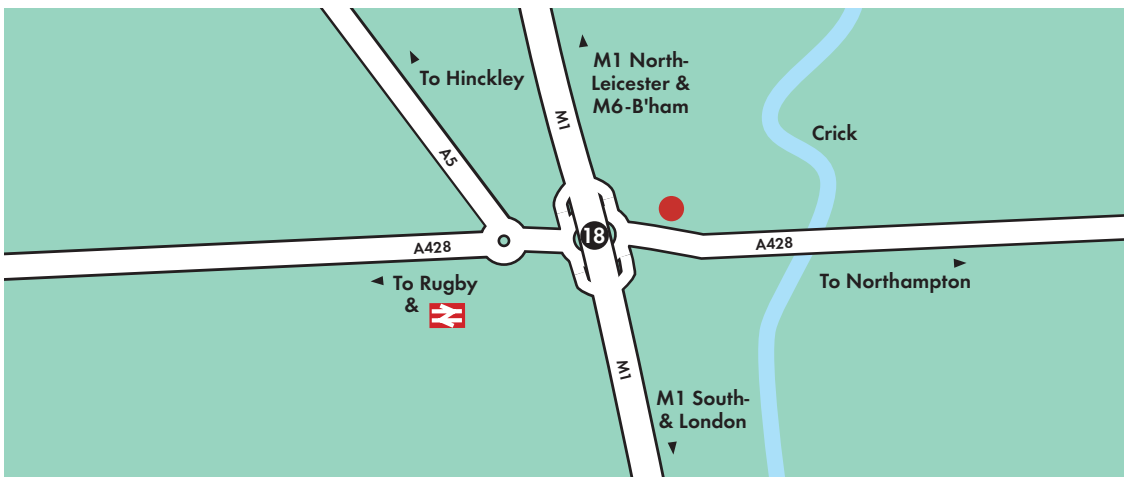 To Hinckley
M1 North-
Leicester &
M6-B'ham
M1
Crick
A5
18
A428
A428
To Rugby
&
To Northampton
M1
M1 South-
& London